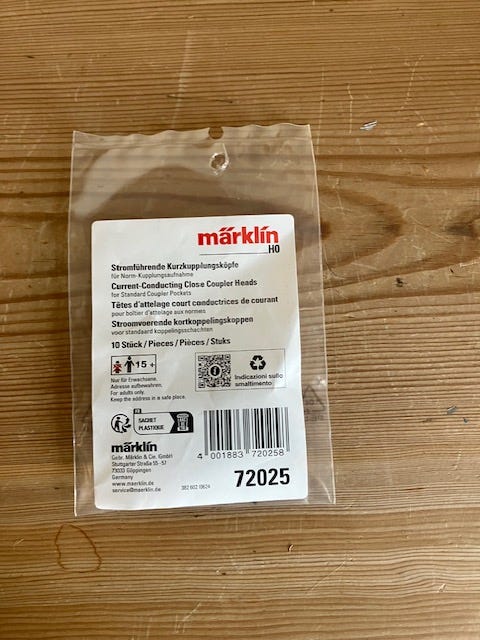 märklin
H0
Stromführende Kurzkupplungsköpfe
für Norm-Kupplungsaufnahme
Current-Conducting Close Coupler Heads
for Standard Coupler Pockets
Têtes d'attelage court conductrices de courant
pour boîtier d'attelage aux normes
Stroomvoerende kortkoppelingskoppen
voor standaard koppelingsschachten
10 Stück / Pieces / Pièces / Stuks
15 +
Nur für Erwachsene.
Adresse aufbewahren.
For adults only.
Keep the address in a safe place.
Indicazioni sullo
smaltimento
FR
SACHET
PLASTIQUE
märklin
Gebr. Märklin & Cie. GmbH
Stuttgarter Straße 55 - 57
73033 Göppingen
Germany
www.maerklin.de
service@maerklin.de
382 602 0624
4 001883 720258
72025